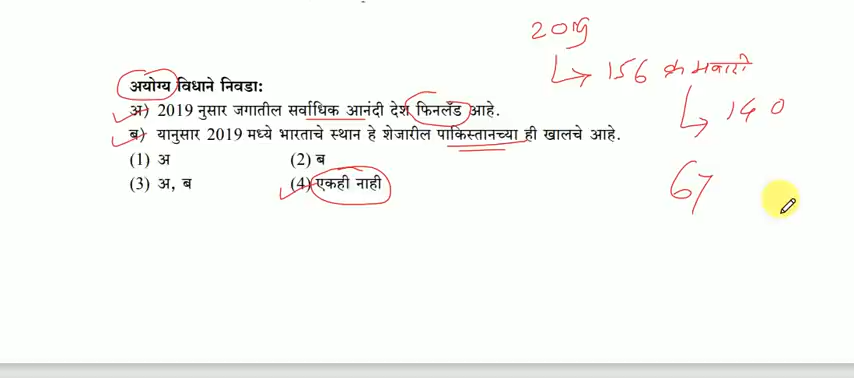 2019
156 क्रमवारी
140
67
अयोग्य विधाने निवडा:
अ) 2019 नुसार जगातील सर्वाधिक आनंदी देश फिनलँड आहे.
ब) यानुसार 2019 मध्ये भारताचे स्थान हे शेजारील पाकिस्तानच्या ही खालचे आहे.
(1) अ (2) ब
(3) अ, ब (4) एकही नाही